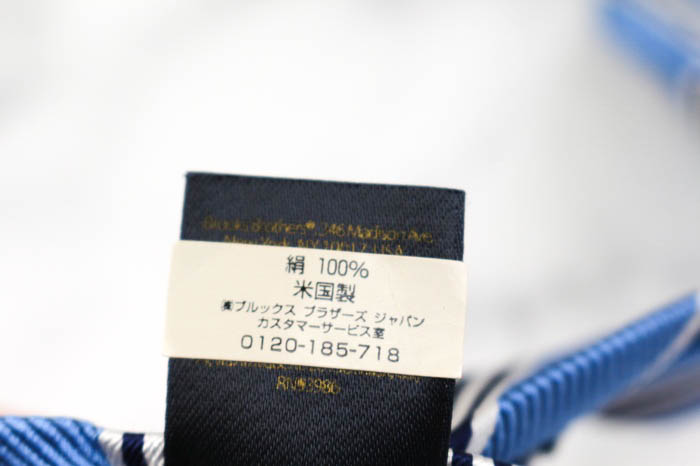 Brooks Brothers® 346 Madison Ave.
New York, NY 10017 USA
絹 100%
米国製
㈱ブルックス ブラザーズ ジャパン
カスタマーサービス室
0120-185-718